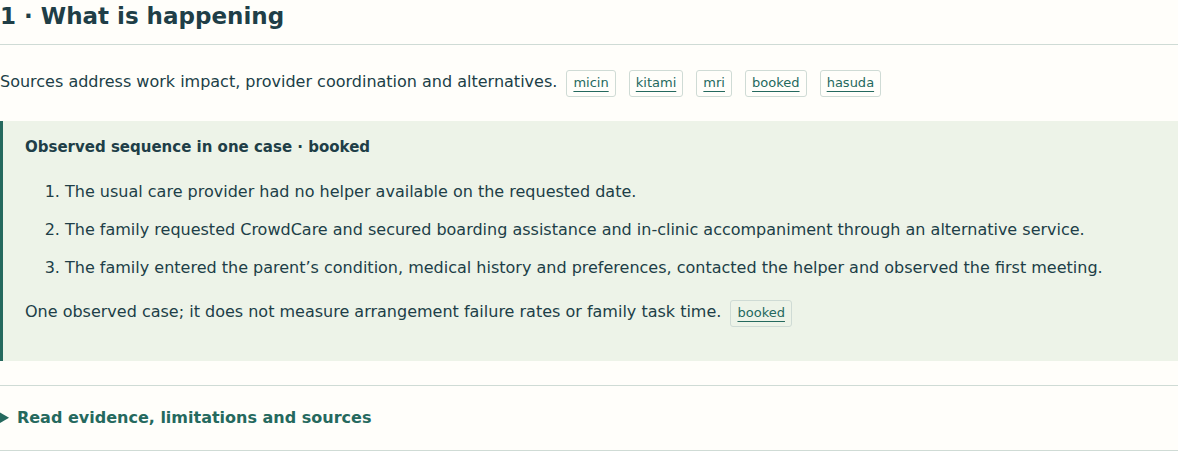 1 · What is happening
Sources address work impact, provider coordination and alternatives. micin kitami mri booked hasuda
Observed sequence in one case · booked
1. The usual care provider had no helper available on the requested date.
2. The family requested CrowdCare and secured boarding assistance and in-clinic accompaniment through an alternative service.
3. The family entered the parent’s condition, medical history and preferences, contacted the helper and observed the first meeting.
One observed case; it does not measure arrangement failure rates or family task time. booked
Read evidence, limitations and sources